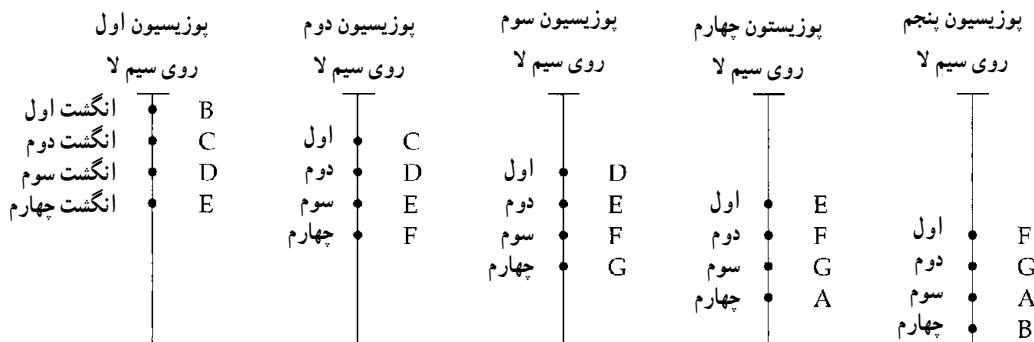 پوزیسیون اول
روی سیم لا
انگشت اول B
انگشت دوم C
انگشت سوم D
انگشت چهارم E
پوزیسیون دوم
روی سیم لا
اول C
دوم D
سوم E
چهارم F
پوزیسیون سوم
روی سیم لا
اول D
دوم E
سوم F
چهارم G
پوزیستون چهارم
روی سیم لا
اول E
دوم F
سوم G
چهارم A
پوزیسیون پنجم
روی سیم لا
اول F
دوم G
سوم A
چهارم B